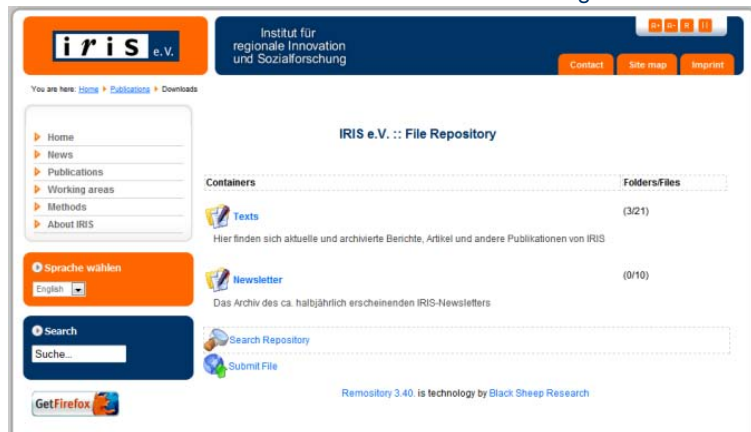 iris e.V.
Institut für
regionale Innovation
und Sozialforschung
A+ A- R
Contact Site map Imprint
You are here: Home Publications Downloads
Home
News
Publications
Working areas
Methods
About IRIS
IRIS e.V. :: File Repository
Containers Folders/Files
Texts (3/21)
Hier finden sich aktuelle und archivierte Berichte, Artikel und andere Publikationen von IRIS
Newsletter (0/10)
Das Archiv des ca. halbjährlich erscheinenden IRIS-Newsletters
Sprache wählen
English
Search
Suche...
Search Repository
Submit File
Remository 3.40. is technology by Black Sheep Research
GetFirefox